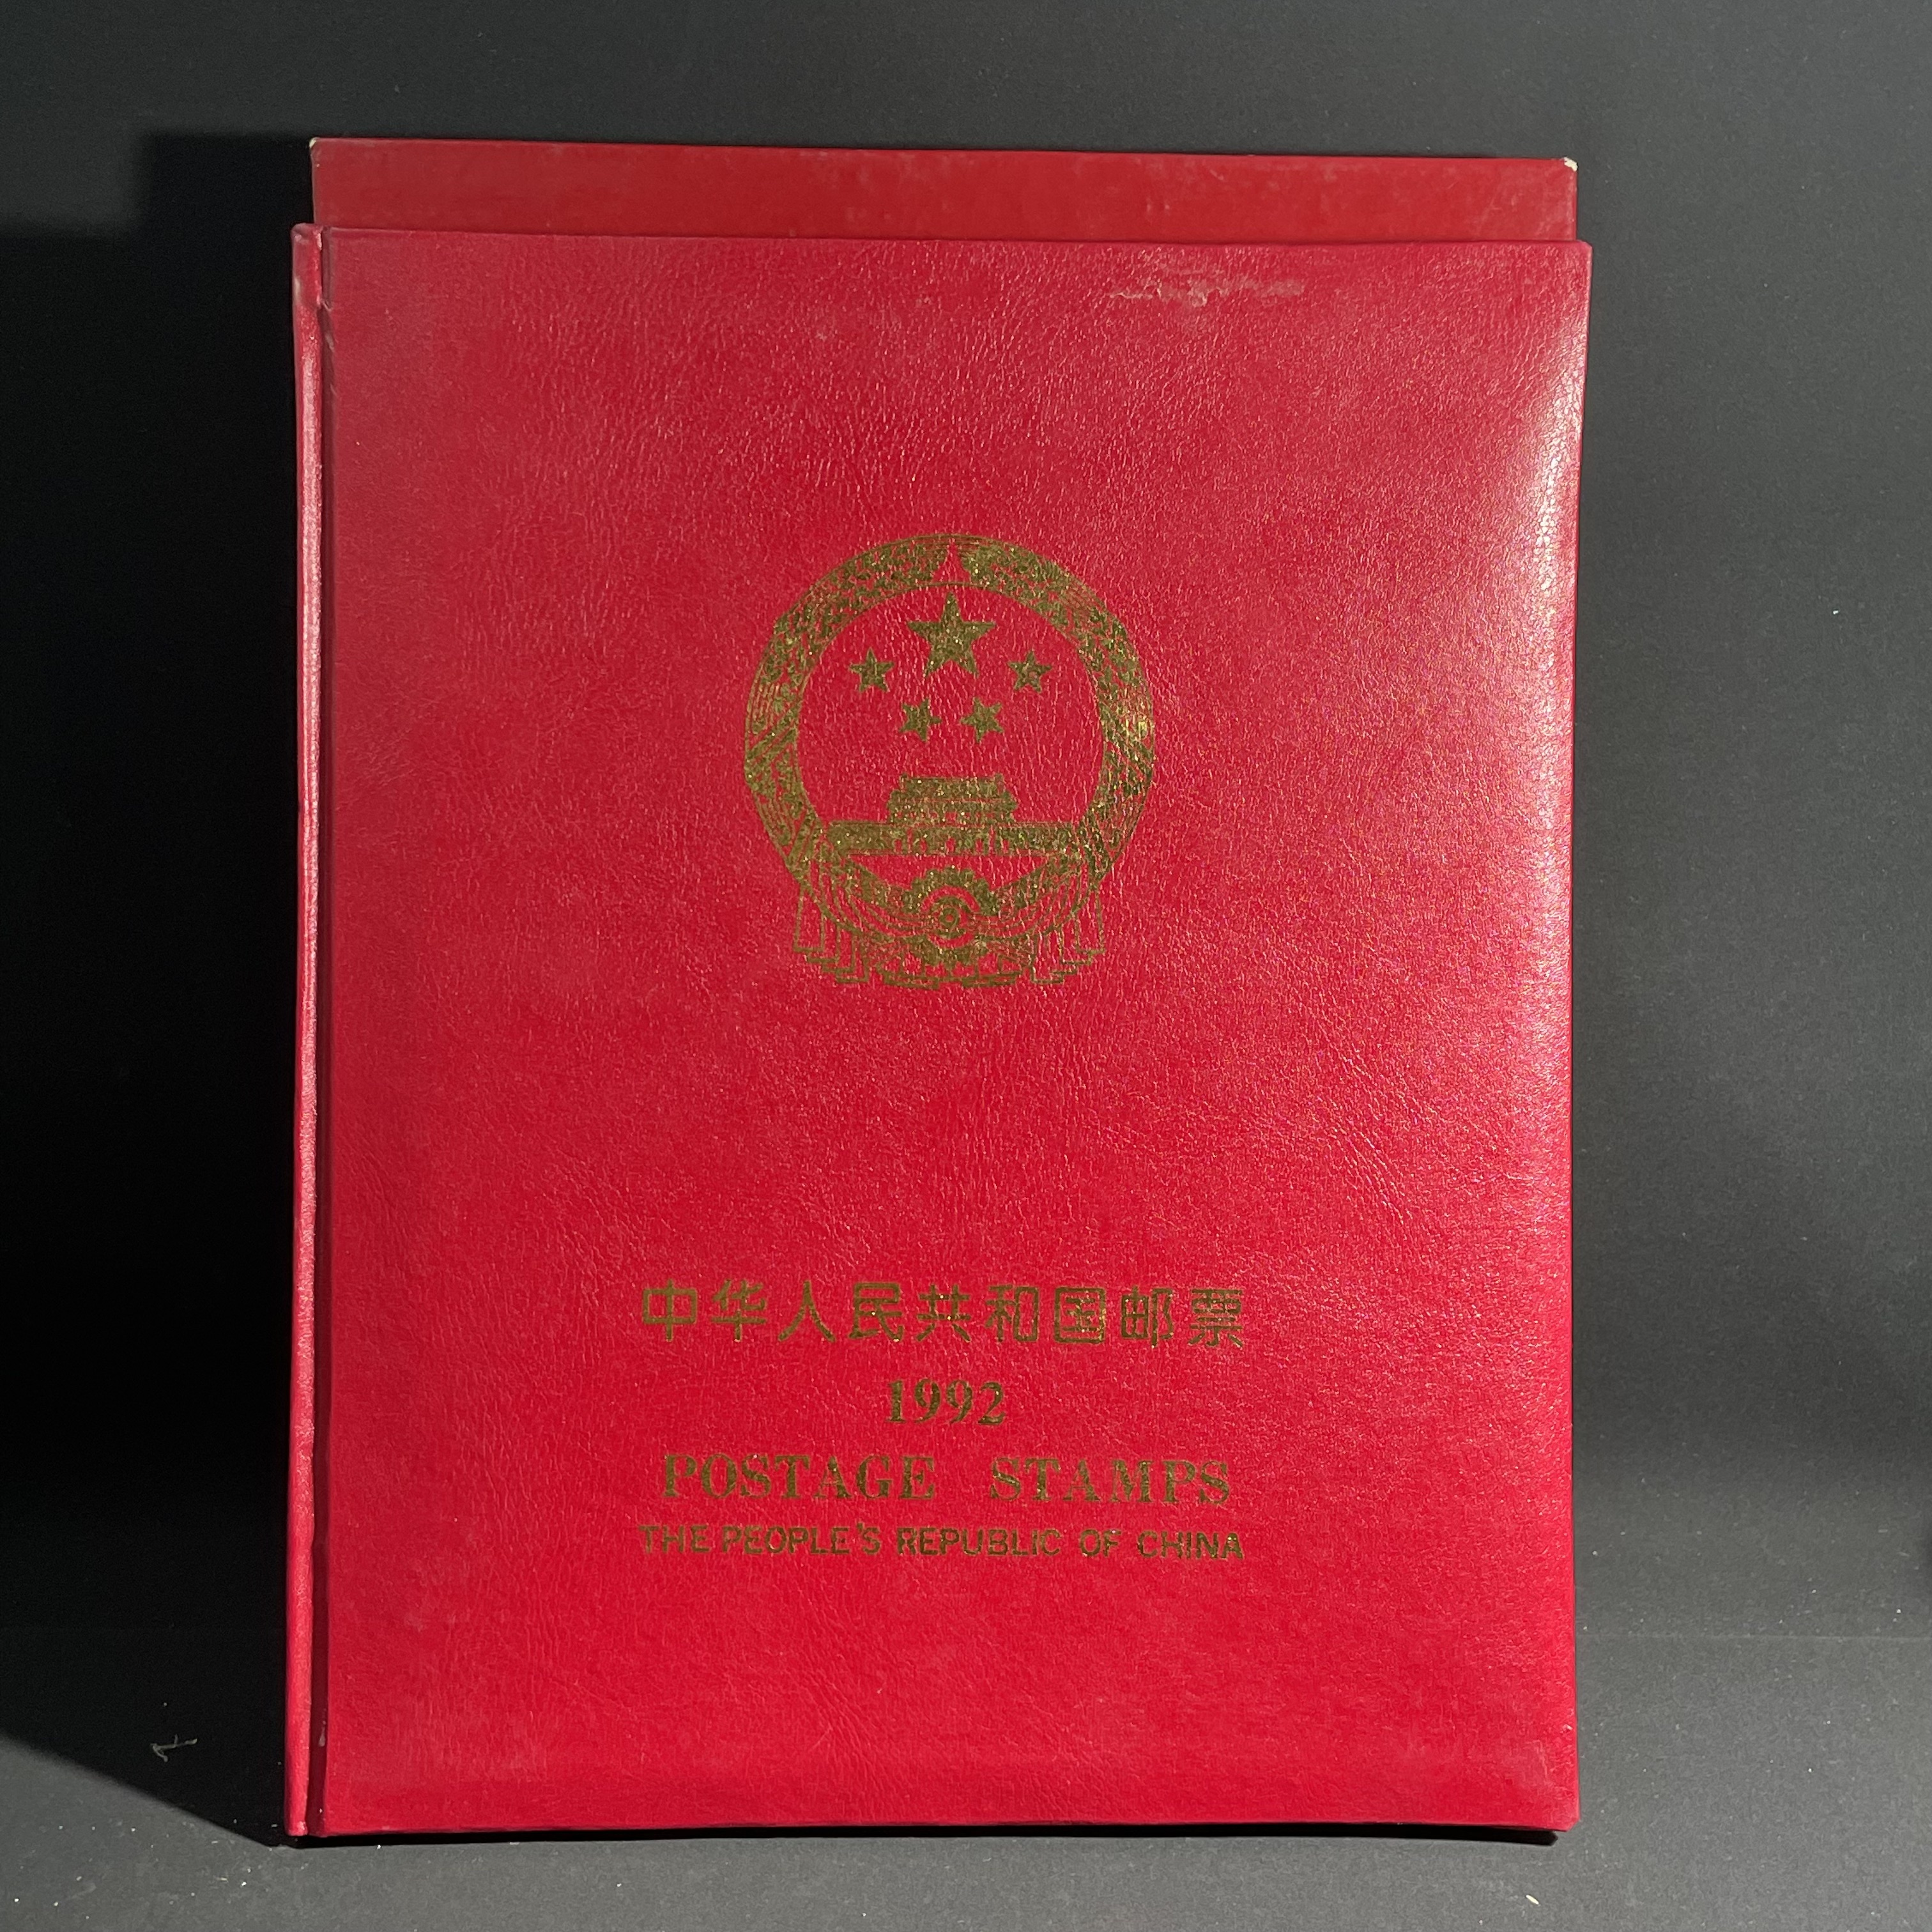 中华人民共和国邮票
1992
POSTAGE STAMPS
THE PEOPLE'S REPUBLIC OF CHINA